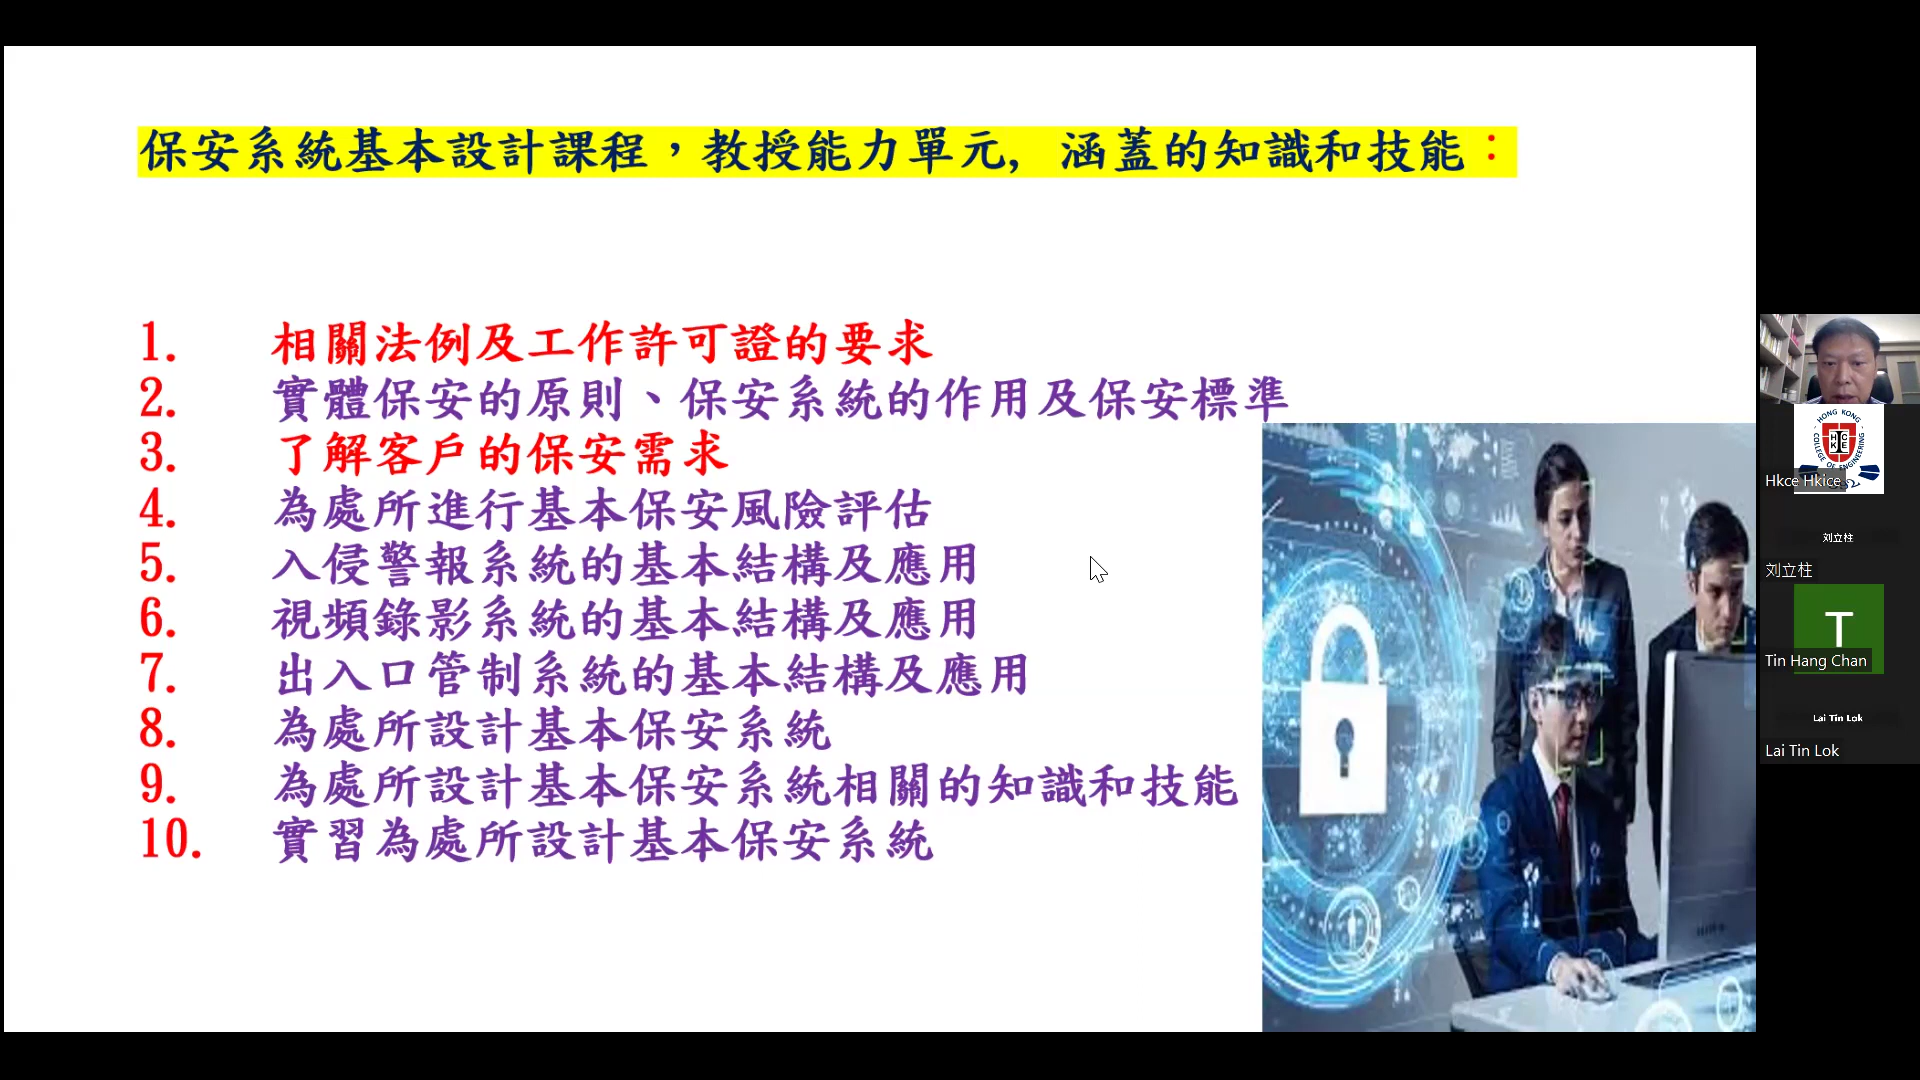 保安系統基本設計課程，教授能力單元, 涵蓋的知識和技能：
1. 相關法例及工作許可證的要求
2. 實體保安的原則、保安系統的作用及保安標準
3. 了解客戶的保安需求
4. 為處所進行基本保安風險評估
5. 入侵警報系統的基本結構及應用
6. 視頻錄影系統的基本結構及應用
7. 出入口管制系統的基本結構及應用
8. 為處所設計基本保安系統
9. 為處所設計基本保安系統相關的知識和技能
10. 實習為處所設計基本保安系統
HONG KONG
COLLEGE OF ENGINEERING
HKCE
Hkce Hkice
刘立柱
刘立柱
T
Tin Hang Chan
Lai Tin Lok
Lai Tin Lok